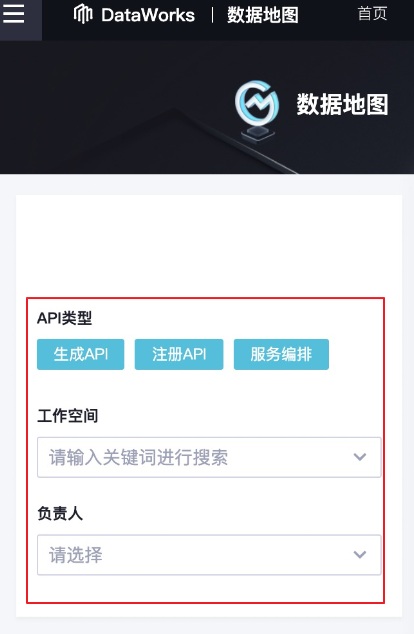 DataWorks | 数据地图 首页
数据地图
API类型
生成API 注册API 服务编排
工作空间
请输入关键词进行搜索
负责人
请选择